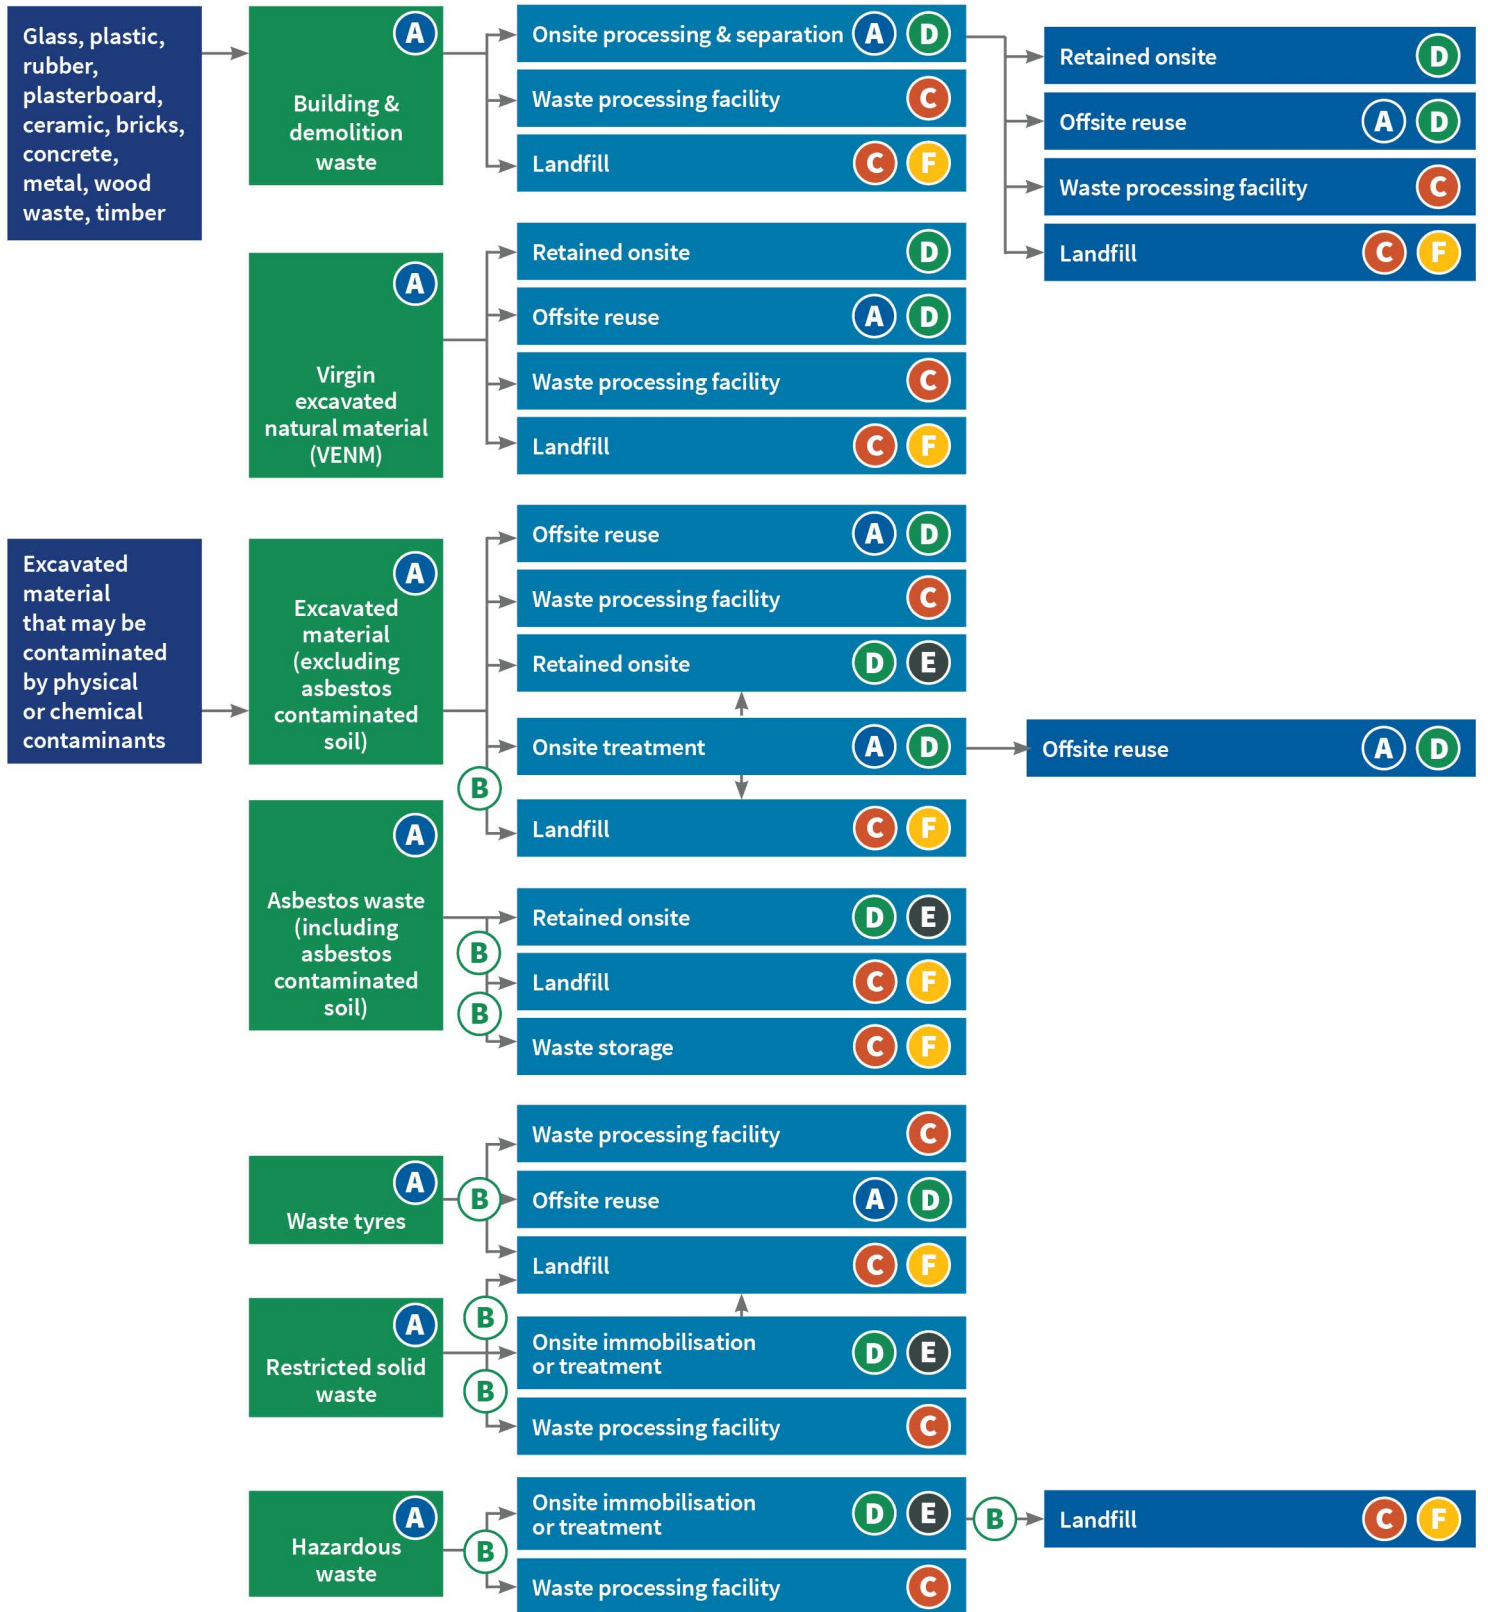 Glass, plastic,
rubber,
plasterboard,
ceramic, bricks,
concrete,
metal, wood
waste, timber
A
Building &
demolition
waste
Onsite processing & separation A D
Waste processing facility C
Landfill C F
Retained onsite D
Offsite reuse A D
Waste processing facility C
Landfill C F
A
Virgin
excavated
natural material
(VENM)
Retained onsite D
Offsite reuse A D
Waste processing facility C
Landfill C F
Excavated
material
that may be
contaminated
by physical
or chemical
contaminants
A
Excavated
material
(excluding
asbestos
contaminated
soil)
B
Offsite reuse A D
Waste processing facility C
Retained onsite D E
Onsite treatment A D
Landfill C F
Offsite reuse A D
A
Asbestos waste
(including
asbestos
contaminated
soil)
B
B
Retained onsite D E
Landfill C F
Waste storage C F
A
Waste tyres
B
Waste processing facility C
Offsite reuse A D
Landfill C F
A
Restricted solid
waste
B
B
Onsite immobilisation
or treatment D E
Waste processing facility C
A
Hazardous
waste
B
Onsite immobilisation
or treatment D E
Waste processing facility C
B
Landfill C F